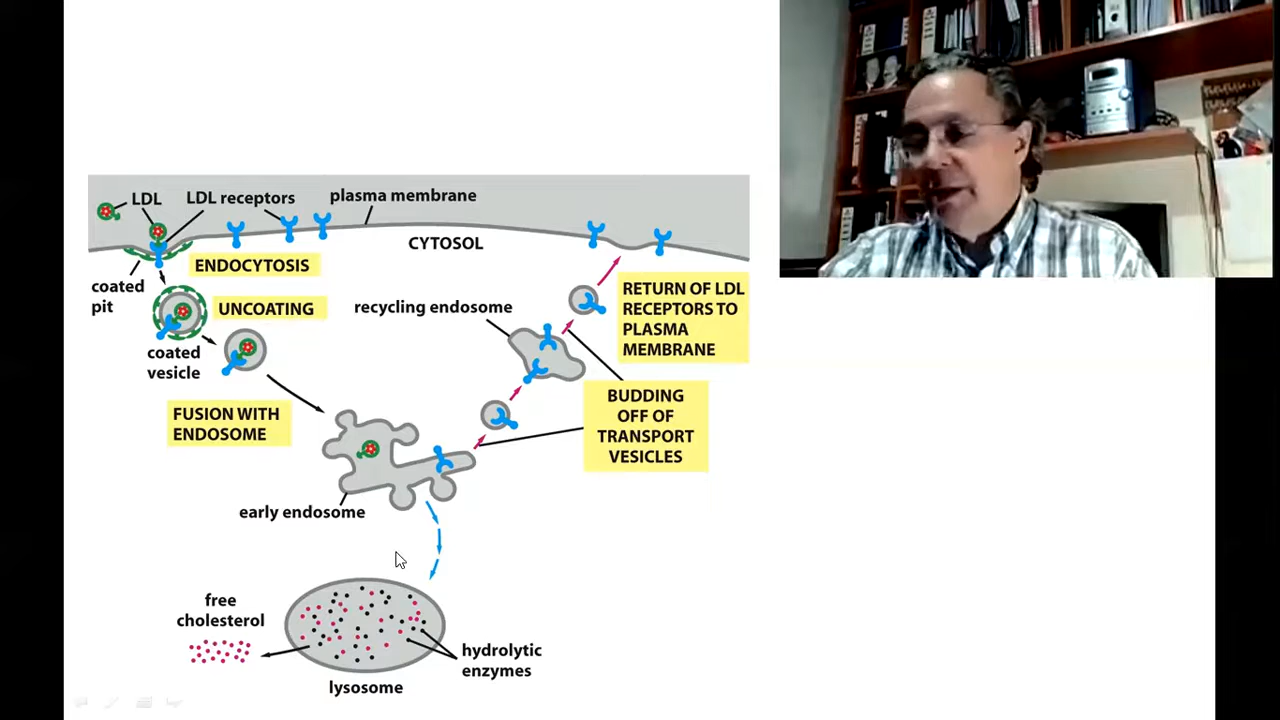 LDL
LDL receptors
plasma membrane
CYTOSOL
coated
pit
ENDOCYTOSIS
UNCOATING
coated
vesicle
recycling endosome
RETURN OF LDL
RECEPTORS TO
PLASMA
MEMBRANE
FUSION WITH
ENDOSOME
BUDDING
OFF OF
TRANSPORT
VESICLES
early endosome
free
cholesterol
hydrolytic
enzymes
lysosome